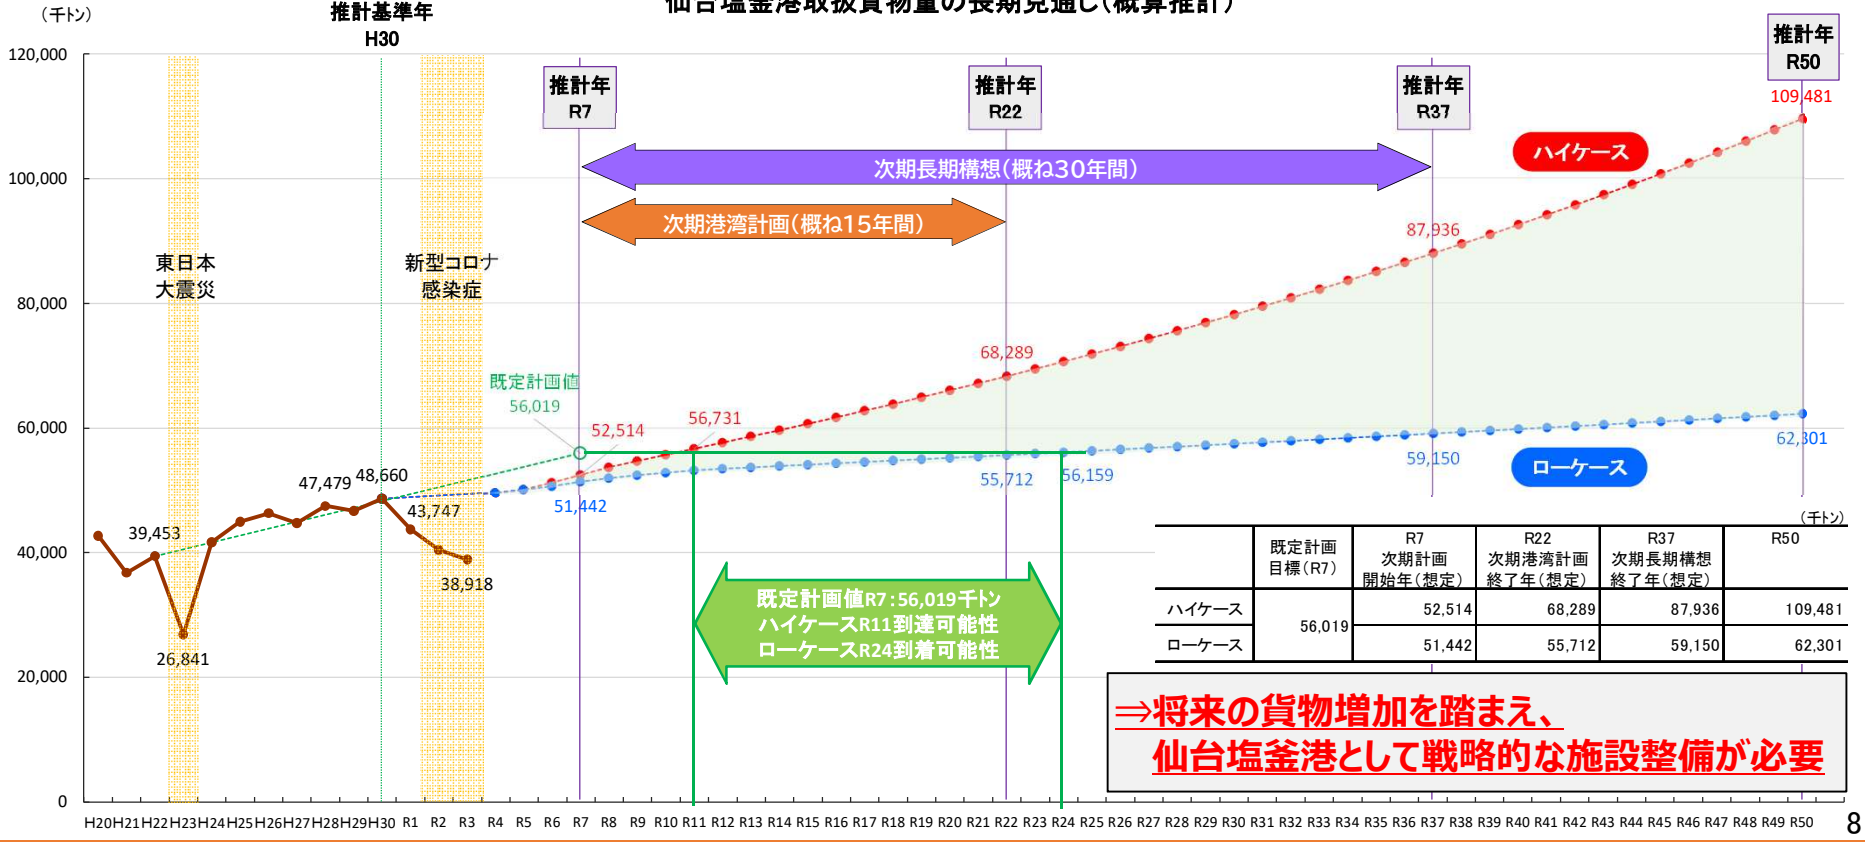 仙台塩釜港取扱貨物量の長期見通し(概算推計)
(千トン)
推計基準年
H30
推計年
R7
推計年
R22
推計年
R37
推計年
R50
120,000
100,000
80,000
60,000
40,000
20,000
0
109,481
ハイケース
次期長期構想(概ね30年間)
次期港湾計画(概ね15年間)
87,936
東日本
大震災
新型コロナ
感染症
68,289
既定計画値
56,019
52,514
56,731
47,479
48,660
39,453
43,747
38,918
26,841
51,442
55,712
56,159
59,150
62,301
ローケース
既定計画値R7:56,019千トン
ハイケースR11到達可能性
ローケースR24到着可能性
(千トン)
既定計画
目標(R7)
R7
次期計画
開始年(想定)
R22
次期港湾計画
終了年(想定)
R37
次期長期構想
終了年(想定)
R50
ハイケース 56,019 52,514 68,289 87,936 109,481
ローケース 51,442 55,712 59,150 62,301
⇒将来の貨物増加を踏まえ、
仙台塩釜港として戦略的な施設整備が必要
H20 H21 H22 H23 H24 H25 H26 H27 H28 H29 H30 R1 R2 R3 R4 R5 R6 R7 R8 R9 R10 R11 R12 R13 R14 R15 R16 R17 R18 R19 R20 R21 R22 R23 R24 R25 R26 R27 R28 R29 R30 R31 R32 R33 R34 R35 R36 R37 R38 R39 R40 R41 R42 R43 R44 R45 R46 R47 R48 R49 R50
8